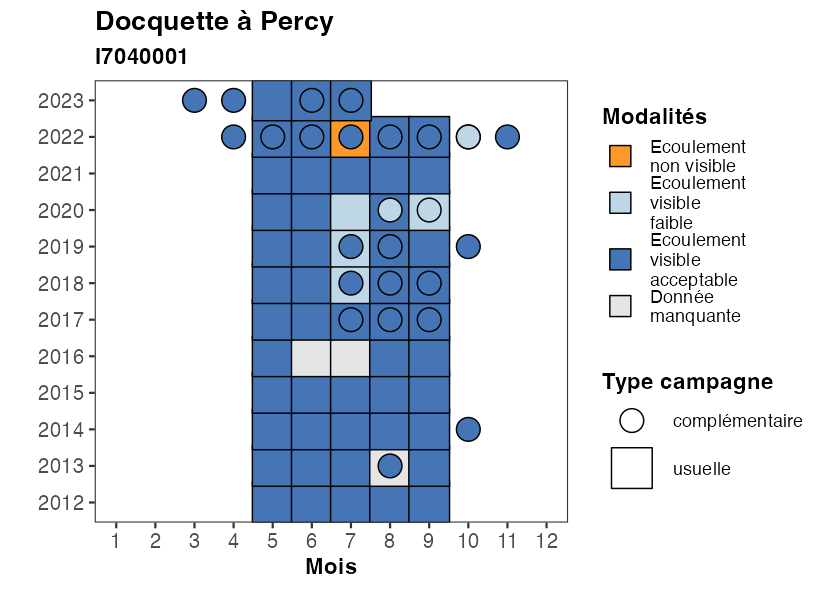 Docquette à Percy
I7040001
2023
2022
2021
2020
2019
2018
2017
2016
2015
2014
2013
2012
1 2 3 4 5 6 7 8 9 10 11 12
Mois
Modalités
Ecoulement
non visible
Ecoulement
visible
faible
Ecoulement
visible
acceptable
Donnée
manquante
Type campagne
complémentaire
usuelle